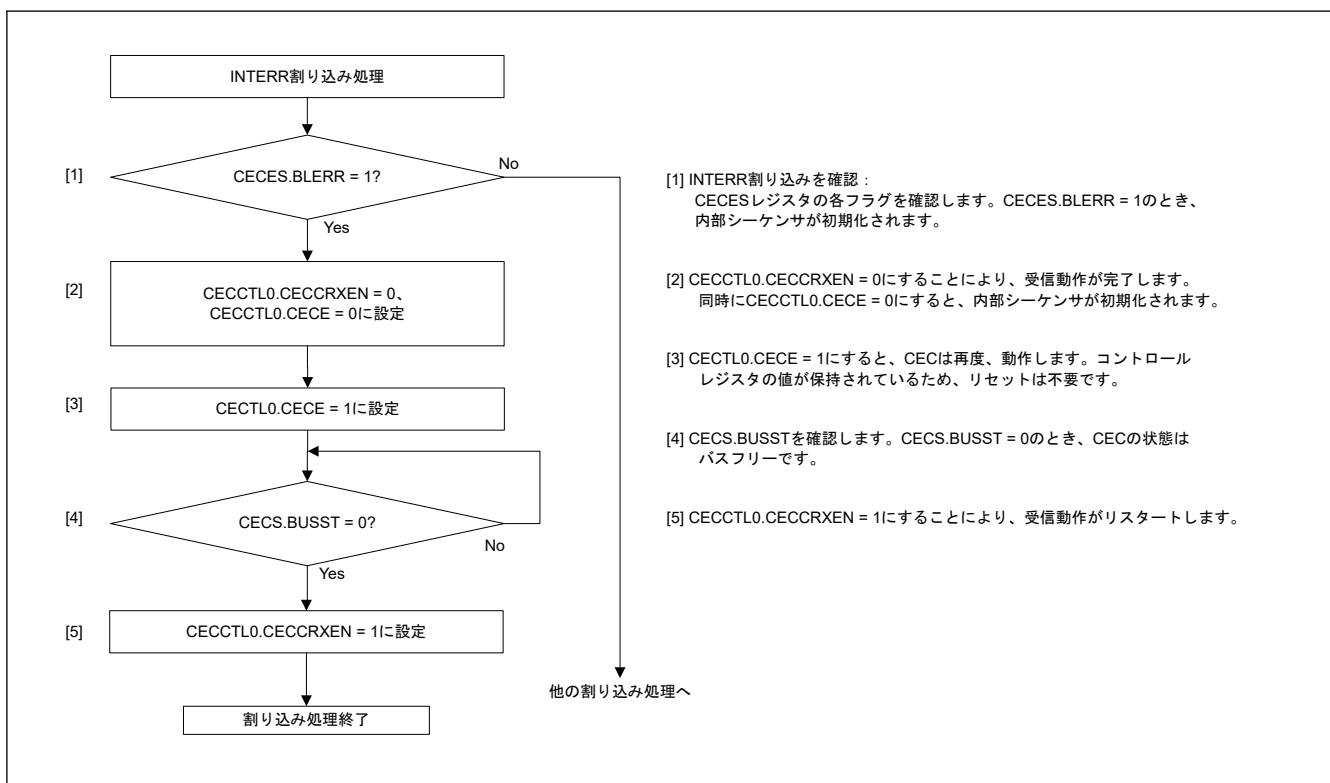 INTERR割り込み処理
[1]
CECES.BLERR = 1?
No
Yes
[2]
CECCTL0.CECCRXEN = 0、
CECCTL0.CECE = 0に設定
[3]
CECTL0.CECE = 1に設定
[4]
CECS.BUSST = 0?
No
Yes
[5]
CECCTL0.CECCRXEN = 1に設定
他の割り込み処理へ
割り込み処理終了
[1] INTERR割り込みを確認：
CECESレジスタの各フラグを確認します。CECES.BLERR = 1のとき、
内部シーケンサが初期化されます。
[2] CECCTL0.CECCRXEN = 0にすることにより、受信動作が完了します。
同時にCECCTL0.CECE = 0にすると、内部シーケンサが初期化されます。
[3] CECTL0.CECE = 1にすると、CECは再度、動作します。コントロール
レジスタの値が保持されているため、リセットは不要です。
[4] CECS.BUSSTを確認します。CECS.BUSST = 0のとき、CECの状態は
バスフリーです。
[5] CECCTL0.CECCRXEN = 1にすることにより、受信動作がリスタートします。